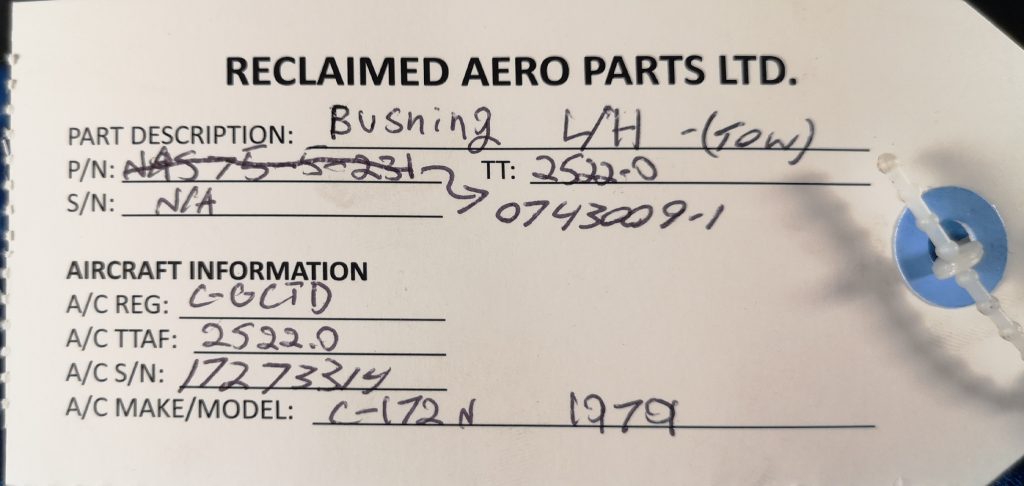 RECLAIMED AERO PARTS LTD.
PART DESCRIPTION: Bushing L/H -(TOW)
P/N: NAS75-5-231 TT: 2522.0
S/N: N/A 0743009-1
AIRCRAFT INFORMATION
A/C REG: C-GCTD
A/C TTAF: 2522.0
A/C S/N: 17273314
A/C MAKE/MODEL: C-172N 1979